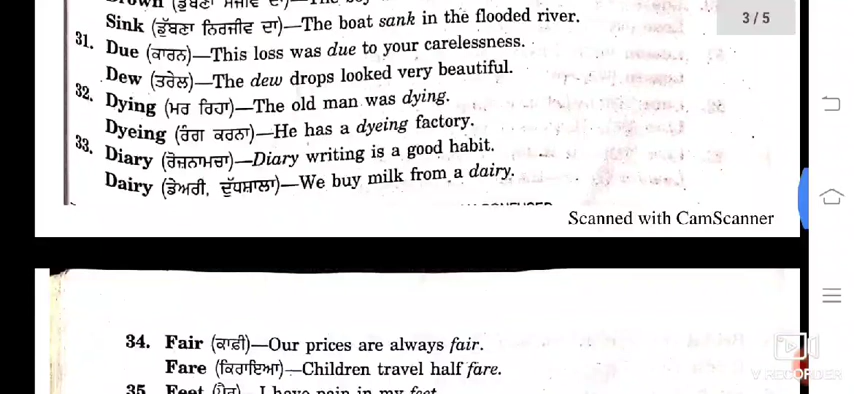 Sink (ਡੁੱਬਣਾ ਨਿਰਜੀਵ ਦਾ)—The boat sank in the flooded river.
3 / 5
31. Due (ਕਾਰਨ)—This loss was due to your carelessness.
Dew (ਤਰੇਲ)—The dew drops looked very beautiful.
32. Dying (ਮਰ ਰਿਹਾ)—The old man was dying.
Dyeing (ਰੰਗ ਕਰਨਾ)—He has a dyeing factory.
33. Diary (ਰੋਜ਼ਨਾਮਚਾ)—Diary writing is a good habit.
Dairy (ਡੇਅਰੀ, ਦੁੱਧਸ਼ਾਲਾ)—We buy milk from a dairy.
Scanned with CamScanner
34. Fair (ਕਾਫ਼ੀ)—Our prices are always fair.
Fare (ਕਿਰਾਇਆ)—Children travel half fare.
V RECORDER
35 Feet (ਪੈਰ)—I have pain in my feet